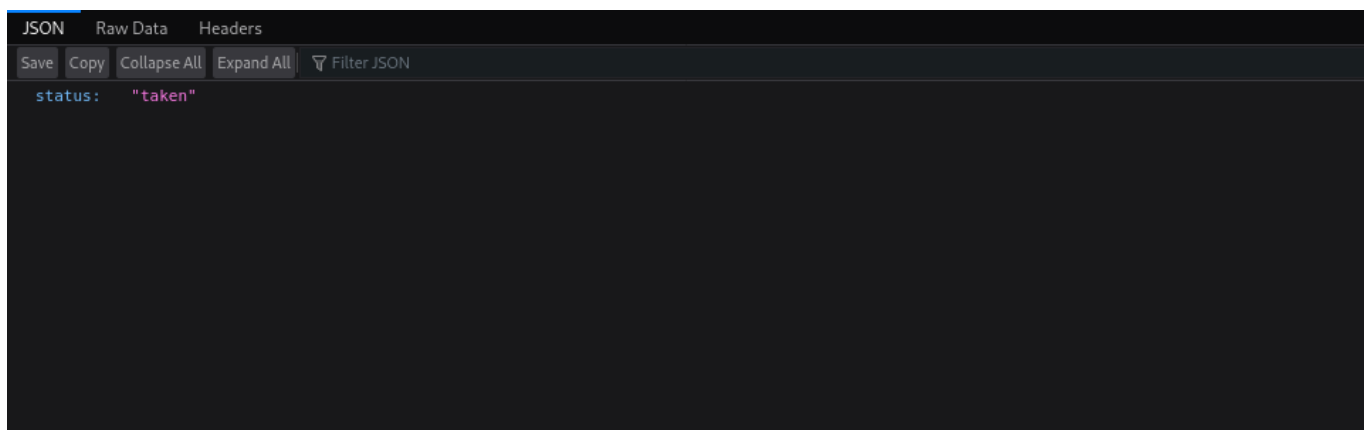 JSON Raw Data Headers
Save Copy Collapse All Expand All Filter JSON
status: "taken"